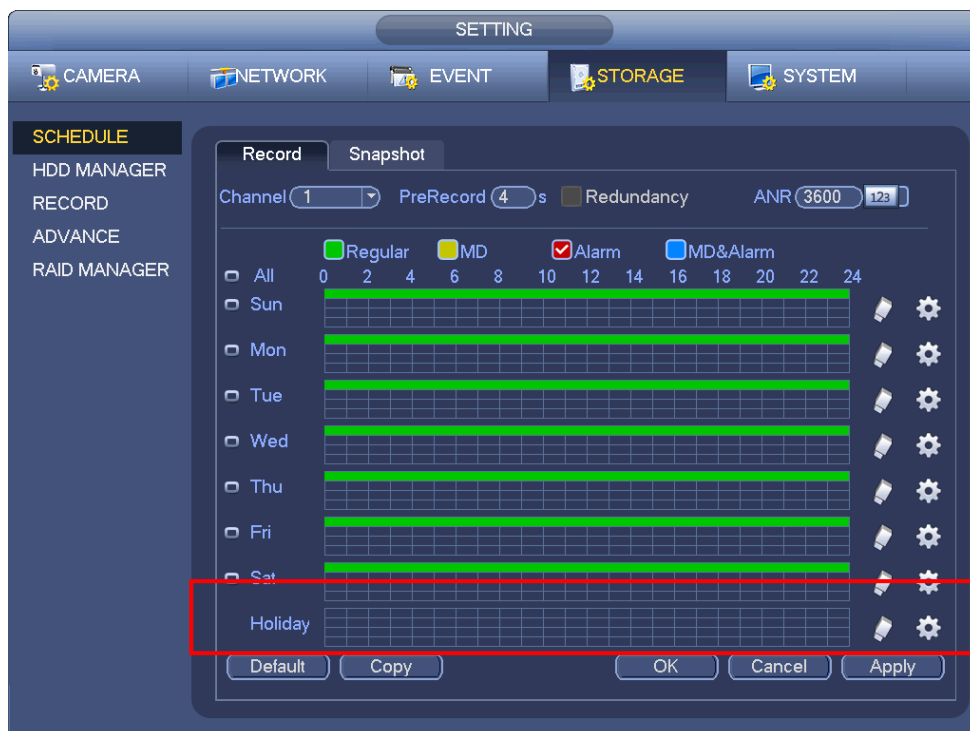 SETTING
CAMERA NETWORK EVENT STORAGE SYSTEM
SCHEDULE
HDD MANAGER
RECORD
ADVANCE
RAID MANAGER
Record Snapshot
Channel 1 PreRecord 4 s Redundancy ANR 3600 123
Regular MD Alarm MD&Alarm
All 0 2 4 6 8 10 12 14 16 18 20 22 24
Sun
Mon
Tue
Wed
Thu
Fri
Sat
Holiday
Default Copy OK Cancel Apply